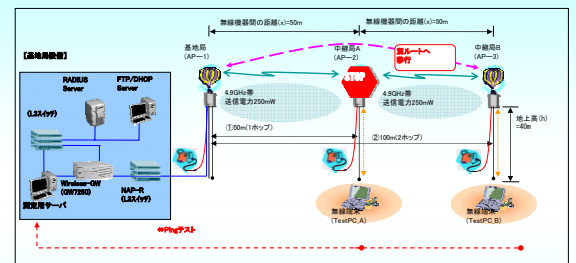 無線機器間の距離(x)=50m
無線機器間の距離(x)=50m
基地局
(AP-1)
中継局A
(AP-2)
中継局B
(AP-3)
別ルートへ
移行
【基地局設備】
RADIUS
Server
FTP/DHOP
Server
STOP
4.9GHz帯
送信電力250mW
4.9GHz帯
送信電力250mW
(L3スイッチ)
①50m(1ホップ)
②100m(2ホップ)
地上高(h)
=40m
Wireless-GW
(GW7250)
NAP-R
(L3スイッチ)
測定用サーバ
無線端末
(TestPC_A)
無線端末
(TestPC_B)
※Pingテスト